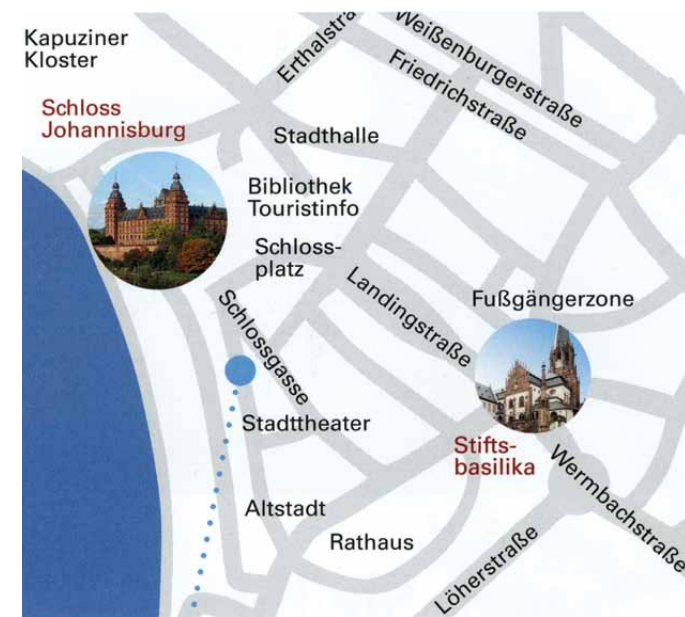 Kapuziner
Kloster
Erthalstra
Weißenburgerstraße
Friedrichstraße
Schloss
Johannisburg
Stadthalle
Bibliothek
Touristinfo
Schloss-
platz
Landingstraße
Fußgängerzone
Schlossgasse
Stadttheater
Stifts-
basilika
Wermbachstraße
Altstadt
Rathaus
Löherstraße